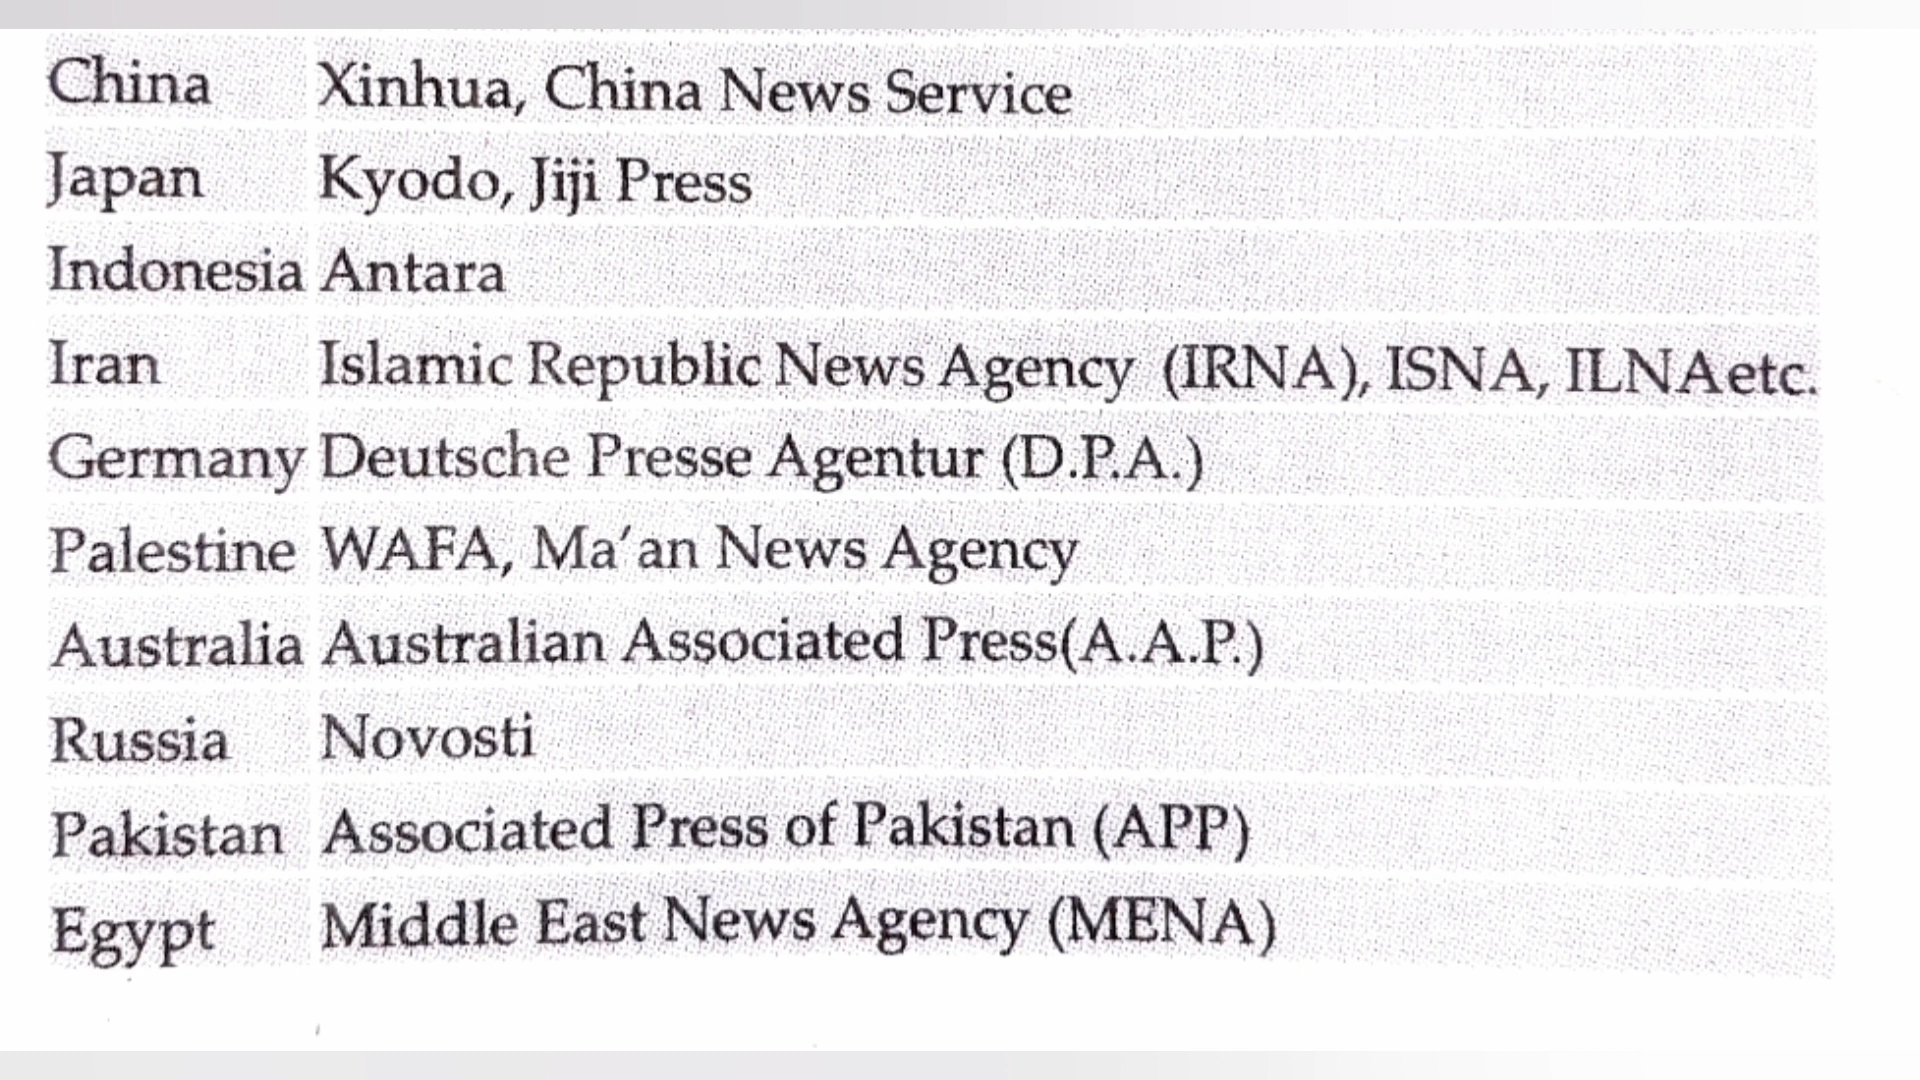 China Xinhua, China News Service
Japan Kyodo, Jiji Press
Indonesia Antara
Iran Islamic Republic News Agency (IRNA), ISNA, ILNAetc.
Germany Deutsche Presse Agentur (D.P.A.)
Palestine WAFA, Ma'an News Agency
Australia Australian Associated Press(A.A.P.)
Russia Novosti
Pakistan Associated Press of Pakistan (APP)
Egypt Middle East News Agency (MENA)